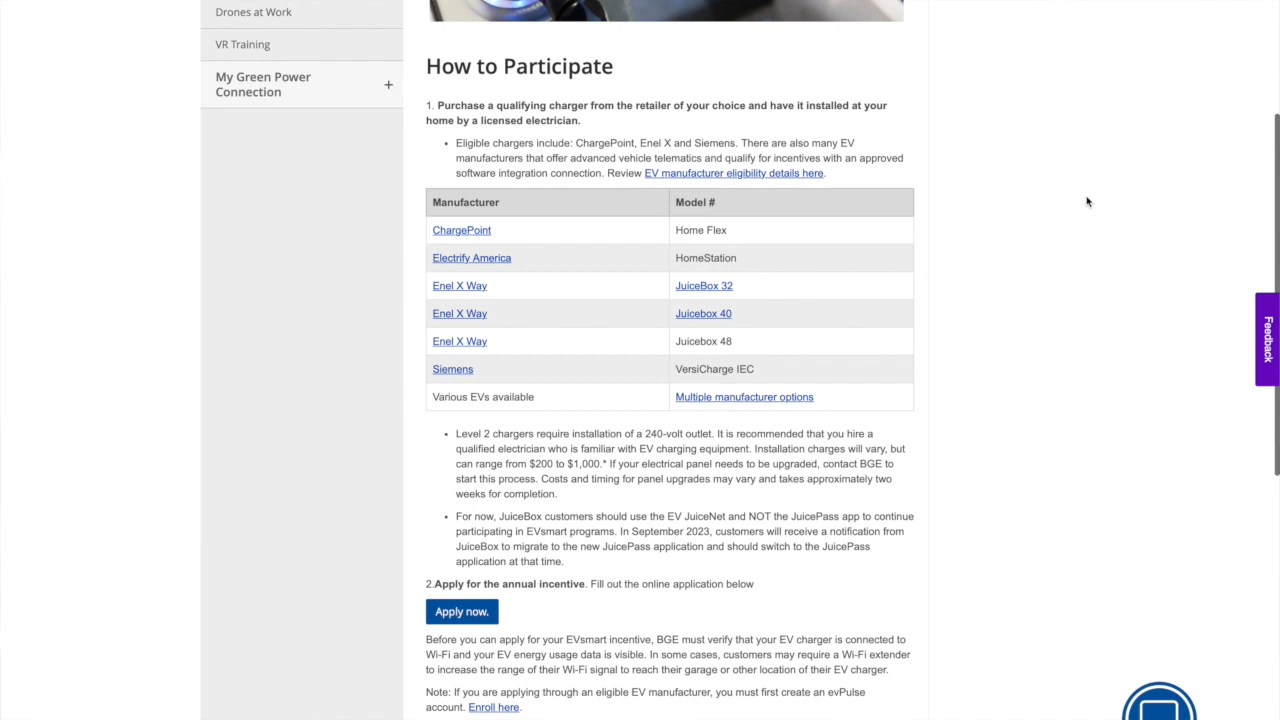 Drones at Work
VR Training
My Green Power
Connection
+
How to Participate
1. Purchase a qualifying charger from the retailer of your choice and have it installed at your
home by a licensed electrician.
• Eligible chargers include: ChargePoint, Enel X and Siemens. There are also many EV
manufacturers that offer advanced vehicle telematics and qualify for incentives with an approved
software integration connection. Review EV manufacturer eligibility details here.
Manufacturer Model #
ChargePoint Home Flex
Electrify America HomeStation
Enel X Way JuiceBox 32
Enel X Way Juicebox 40
Enel X Way Juicebox 48
Siemens VersiCharge IEC
Various EVs available Multiple manufacturer options
• Level 2 chargers require installation of a 240-volt outlet. It is recommended that you hire a
qualified electrician who is familiar with EV charging equipment. Installation charges will vary, but
can range from $200 to $1,000.* If your electrical panel needs to be upgraded, contact BGE to
start this process. Costs and timing for panel upgrades may vary and takes approximately two
weeks for completion.
• For now, JuiceBox customers should use the EV JuiceNet and NOT the JuicePass app to continue
participating in EVsmart programs. In September 2023, customers will receive a notification from
JuiceBox to migrate to the new JuicePass application and should switch to the JuicePass
application at that time.
2.Apply for the annual incentive. Fill out the online application below
Apply now.
Before you can apply for your EVsmart incentive, BGE must verify that your EV charger is connected to
Wi-Fi and your EV energy usage data is visible. In some cases, customers may require a Wi-Fi extender
to increase the range of their Wi-Fi signal to reach their garage or other location of their EV charger.
Note: If you are applying through an eligible EV manufacturer, you must first create an evPulse
account. Enroll here.
Feedback